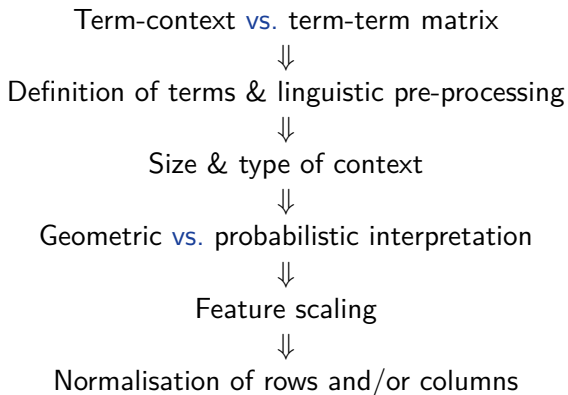 Term-context vs. term-term matrix
⇓
Definition of terms & linguistic pre-processing
⇓
Size & type of context
⇓
Geometric vs. probabilistic interpretation
⇓
Feature scaling
⇓
Normalisation of rows and/or columns